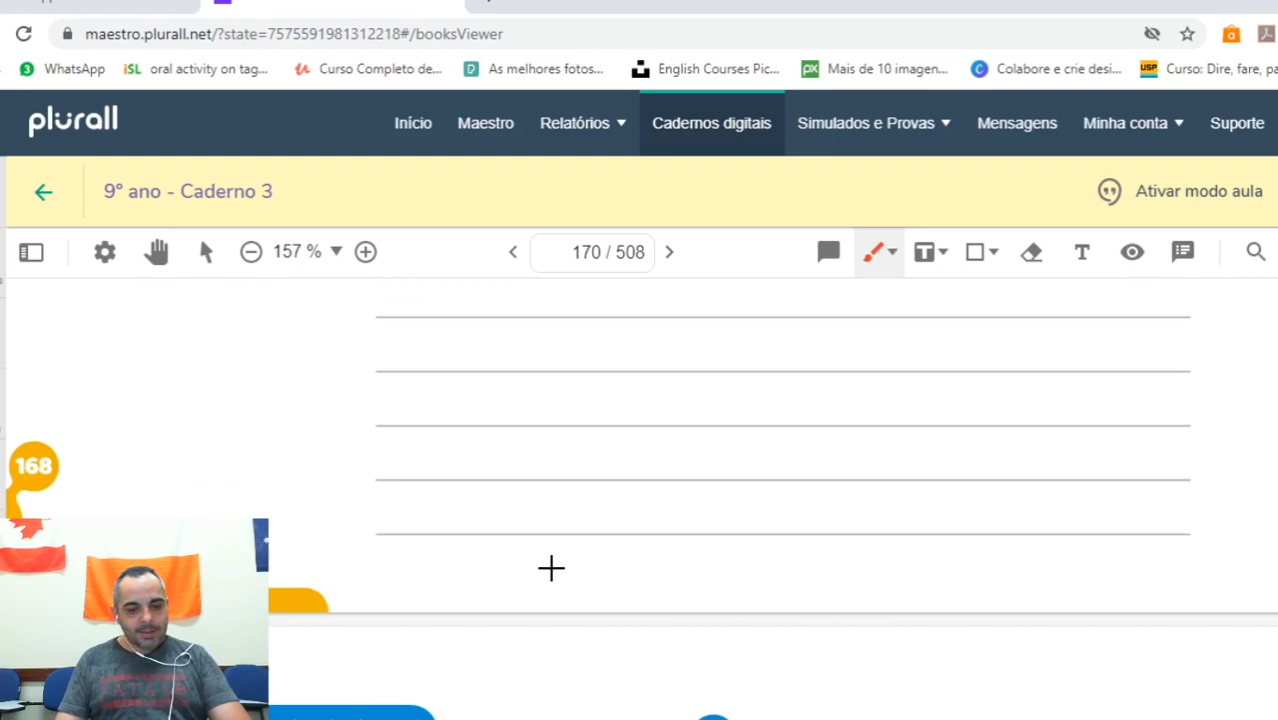 maestro.plurall.net/?state=7575591981312218#/booksViewer
WhatsApp iSL oral activity on tag... Curso Completo de... As melhores fotos... English Courses Pic... px Mais de 10 imagen... C Colabore e crie desi... USP Curso: Dire, fare, pa
plurall Início Maestro Relatórios Cadernos digitais Simulados e Provas Mensagens Minha conta Suporte
9º ano - Caderno 3 Ativar modo aula
157 % 170 / 508 T T
168